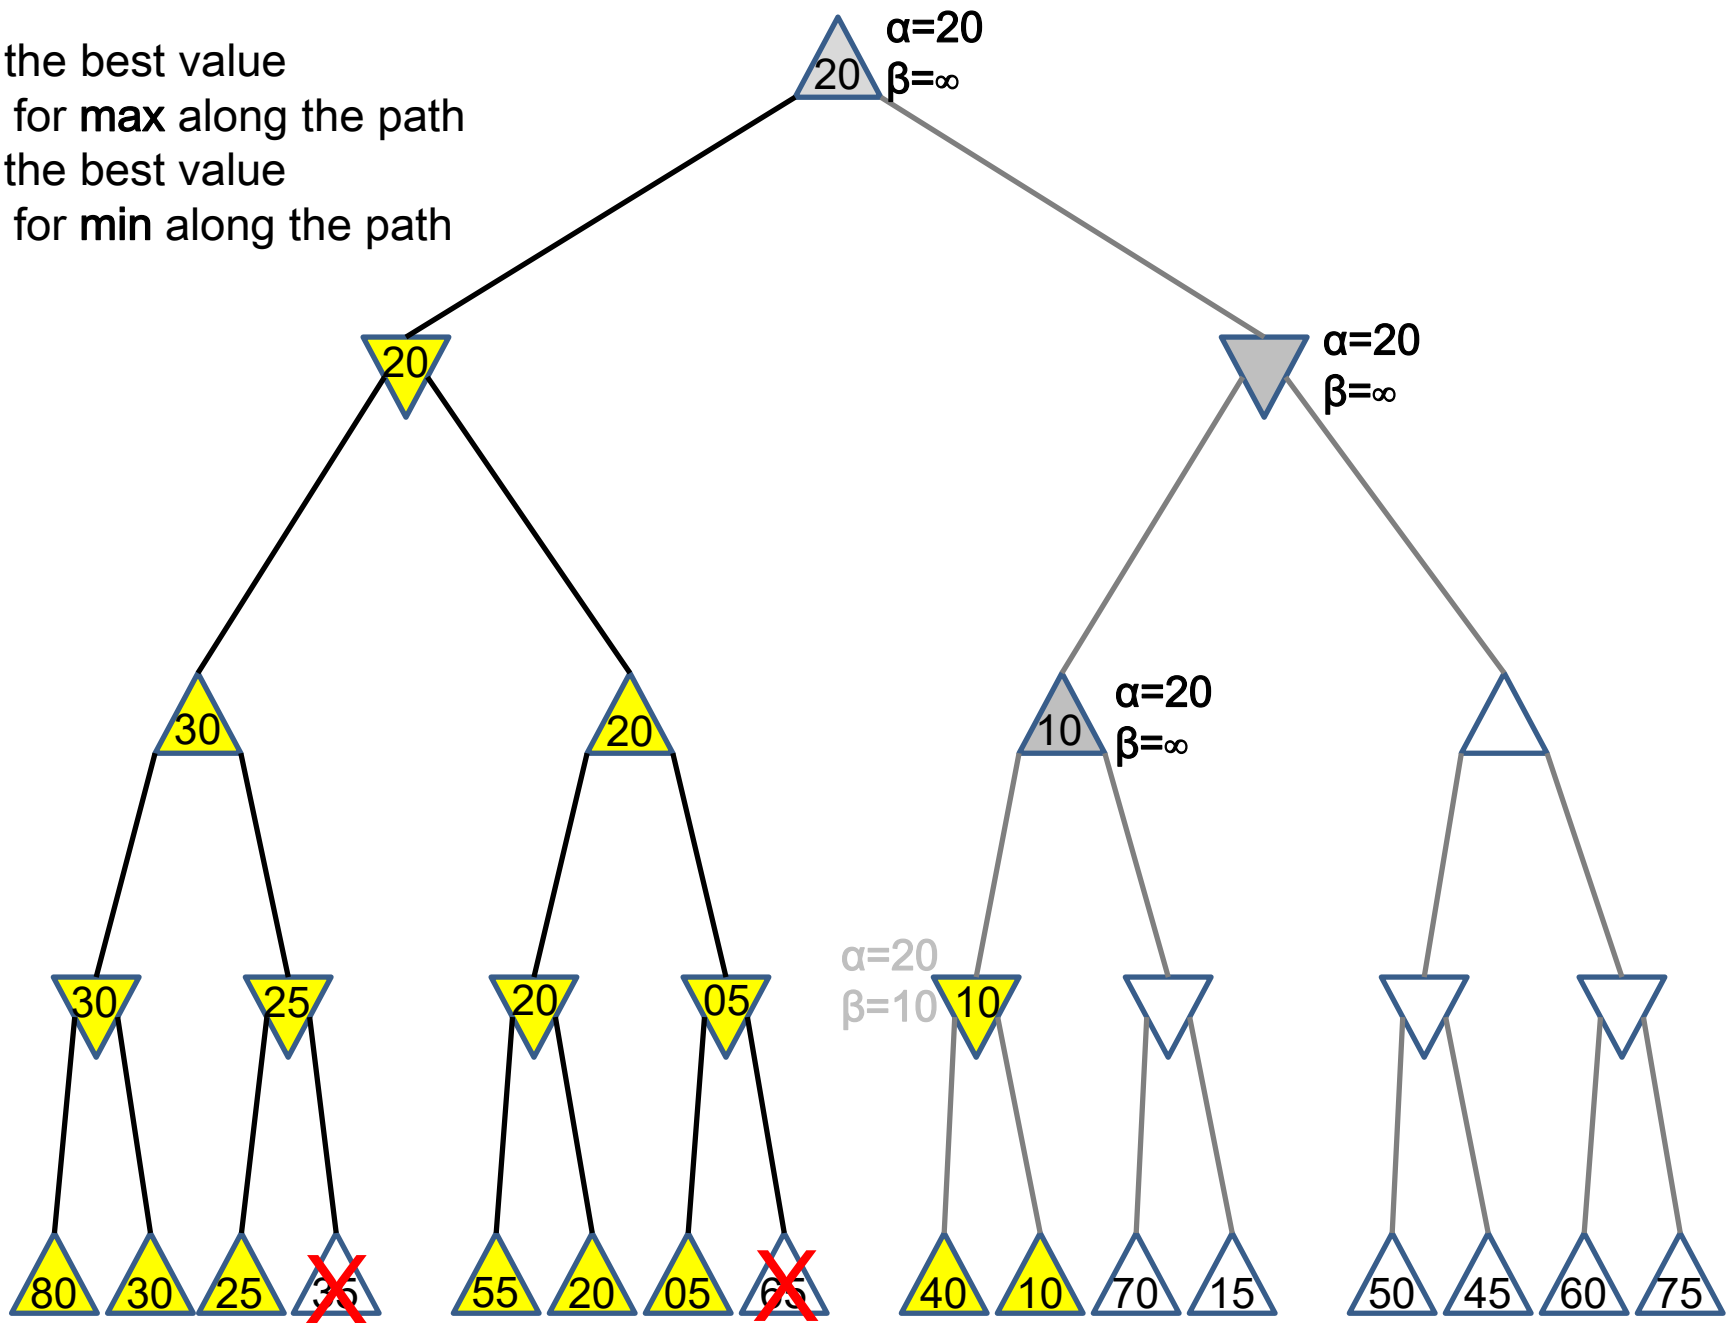 α=20
the best value
20
β=∞
for max along the path
the best value
for min along the path
20
α=20
β=∞
30
20
10
α=20
β=∞
α=20
β=10
30
25
20
05
10
80
30
25
35
55
20
05
65
40
10
70
15
50
45
60
75